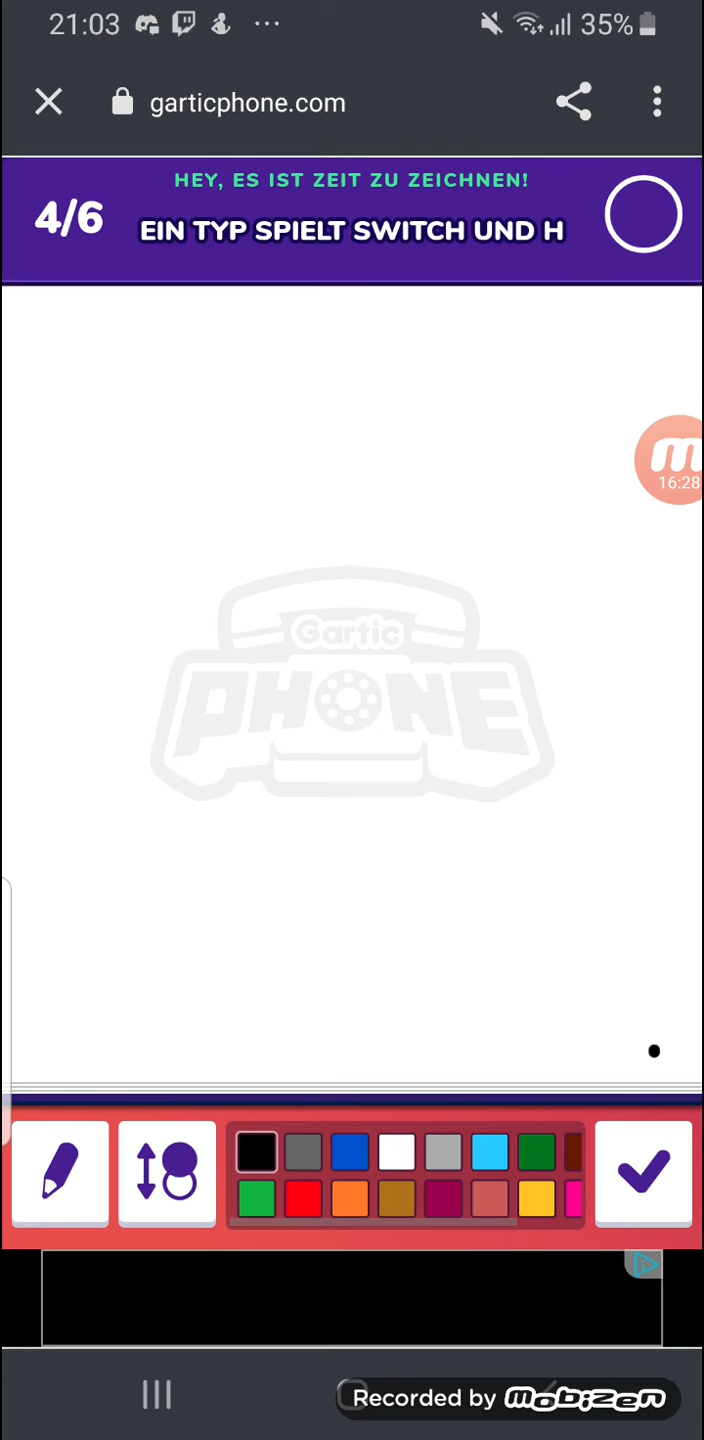 21:03 35%
garticphone.com
HEY, ES IST ZEIT ZU ZEICHNEN!
4/6
EIN TYP SPIELT SWITCH UND H
16:28
Gartic
PHONE
Recorded by mobizen